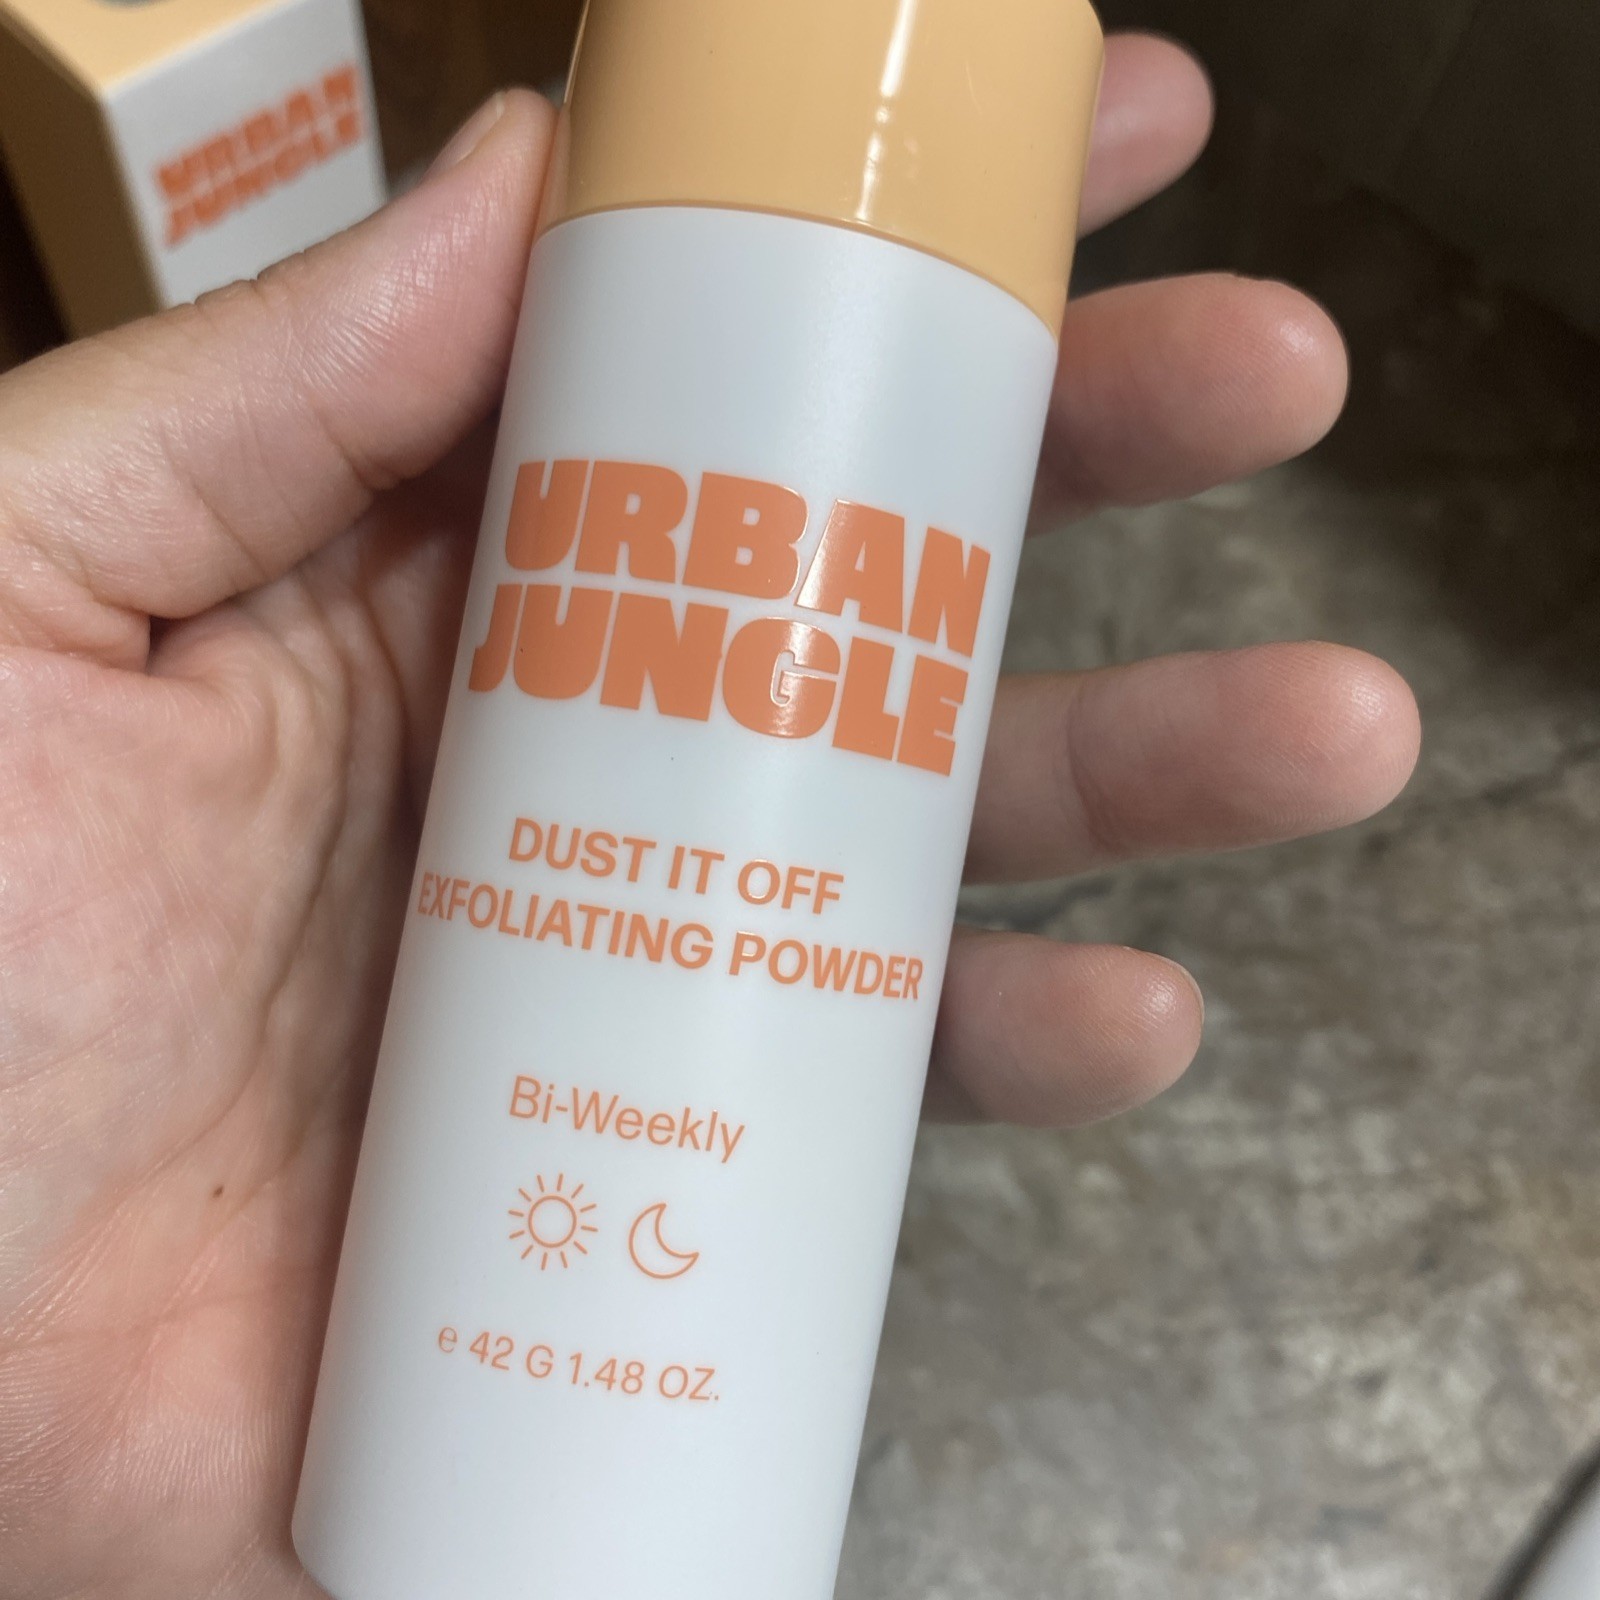 URBAN
JUNGLE
URBAN
JUNGLE
DUST IT OFF
EXFOLIATING POWDER
Bi-Weekly
e 42 G 1.48 OZ.